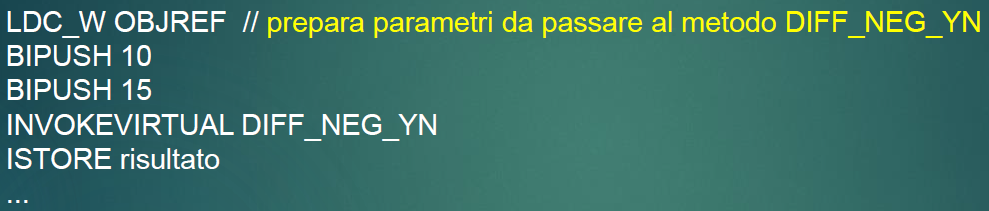 LDC_W OBJREF // prepara parametri da passare al metodo DIFF_NEG_YN
BIPUSH 10
BIPUSH 15
INVOKEVIRTUAL DIFF_NEG_YN
ISTORE risultato
...